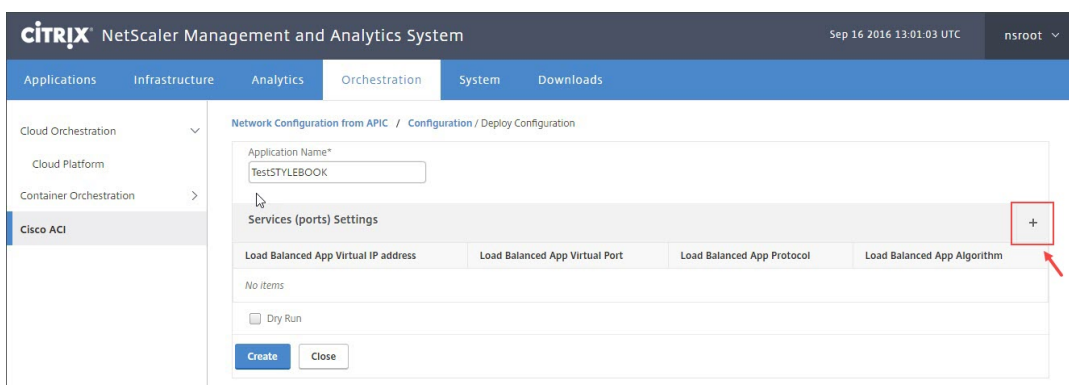 CİTRIX® NetScaler Management and Analytics System
Sep 16 2016 13:01:03 UTC
nsroot
Applications Infrastructure Analytics Orchestration System Downloads
Cloud Orchestration
Cloud Platform
Container Orchestration
Cisco ACI
Network Configuration from APIC / Configuration / Deploy Configuration
Application Name*
TestSTYLEBOOK
Services (ports) Settings
+
Load Balanced App Virtual IP address Load Balanced App Virtual Port Load Balanced App Protocol Load Balanced App Algorithm
No items
Dry Run
Create Close